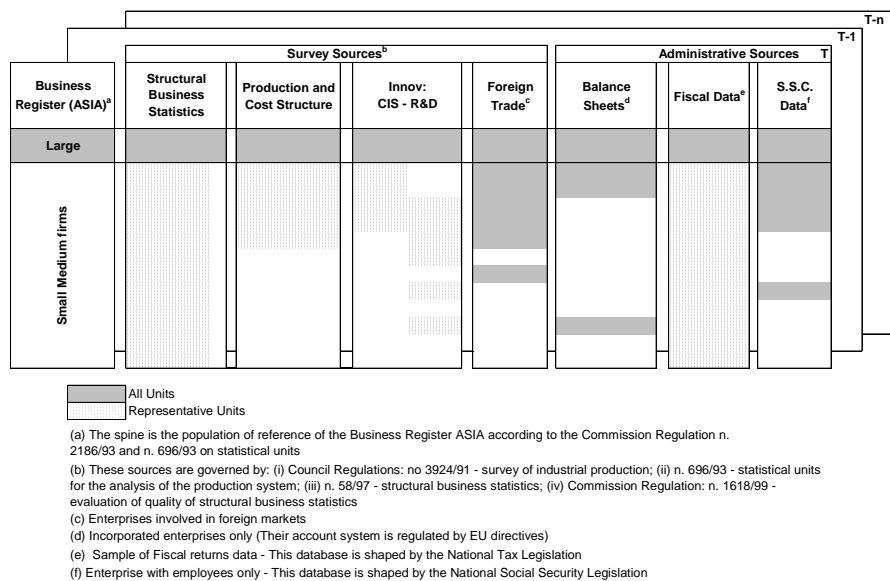 T-n
T-1
Survey Sourcesb
Administrative Sources T
Business
Register (ASIA)a
Structural
Business
Statistics
Production and
Cost Structure
Innov:
CIS - R&D
Foreign
Tradec
Balance
Sheetsd
Fiscal Datae
S.S.C.
Dataf
Large
Small Medium firms
All Units
Representative Units
(a) The spine is the population of reference of the Business Register ASIA according to the Commission Regulation n.
2186/93 and n. 696/93 on statistical units
(b) These sources are governed by: (i) Council Regulations: no 3924/91 - survey of industrial production; (ii) n. 696/93 - statistical units
for the analysis of the production system; (iii) n. 58/97 - structural business statistics; (iv) Commission Regulation: n. 1618/99 -
evaluation of quality of structural business statistics
(c) Enterprises involved in foreign markets
(d) Incorporated enterprises only (Their account system is regulated by EU directives)
(e) Sample of Fiscal returns data - This database is shaped by the National Tax Legislation
(f) Enterprise with employees only - This database is shaped by the National Social Security Legislation